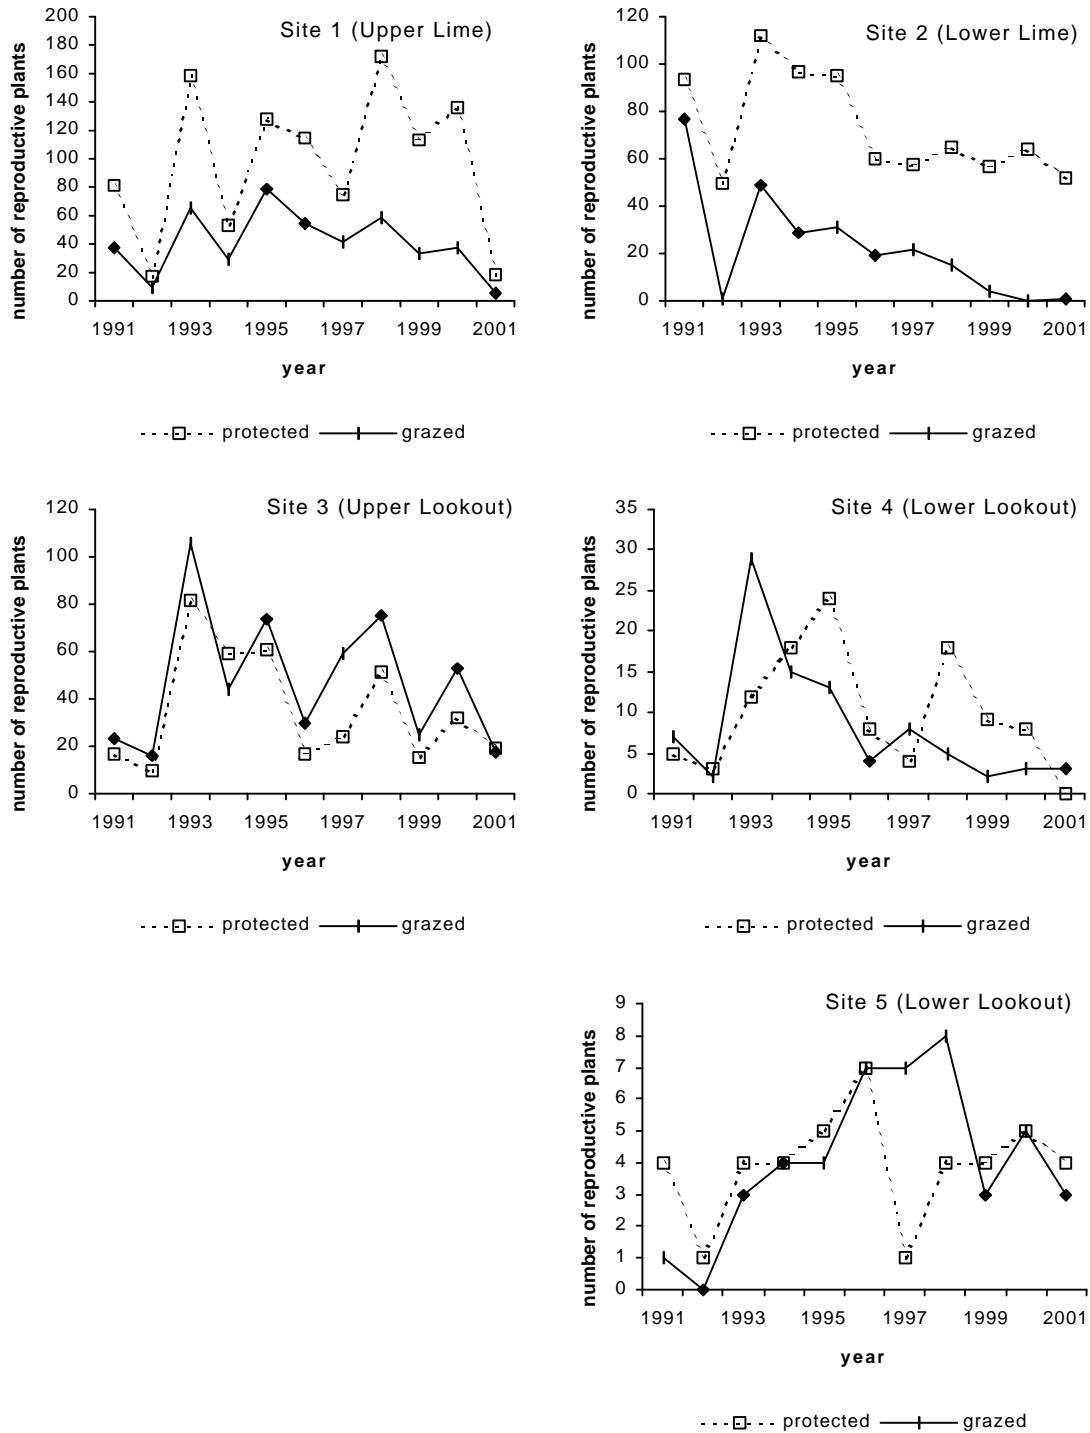 Site 1 (Upper Lime)
number of reproductive plants
200
180
160
140
120
100
80
60
40
20
0
1991 1993 1995 1997 1999 2001
year
protected grazed
Site 2 (Lower Lime)
number of reproductive plants
120
100
80
60
40
20
0
1991 1993 1995 1997 1999 2001
year
protected grazed
Site 3 (Upper Lookout)
number of reproductive plants
120
100
80
60
40
20
0
1991 1993 1995 1997 1999 2001
year
protected grazed
Site 4 (Lower Lookout)
number of reproductive plants
35
30
25
20
15
10
5
0
1991 1993 1995 1997 1999 2001
year
protected grazed
Site 5 (Lower Lookout)
number of reproductive plants
9
8
7
6
5
4
3
2
1
0
1991 1993 1995 1997 1999 2001
year
protected grazed